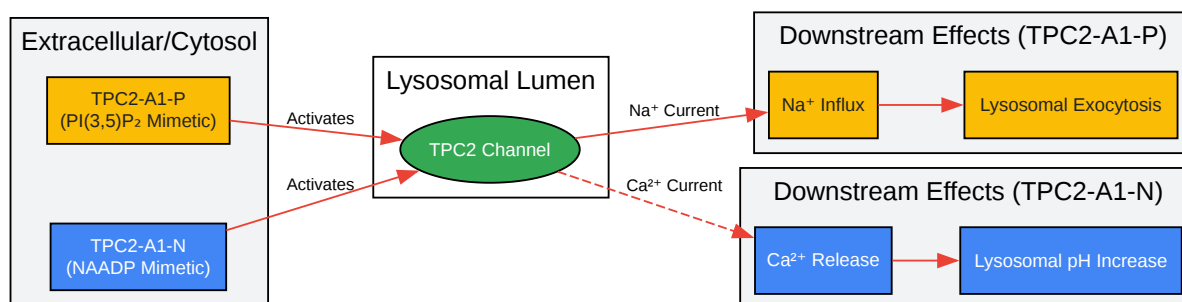 Extracellular/Cytosol
TPC2-A1-P
(PI(3,5)P₂ Mimetic)
TPC2-A1-N
(NAADP Mimetic)
Activates
Activates
Lysosomal Lumen
TPC2 Channel
Na⁺ Current
Ca²⁺ Current
Downstream Effects (TPC2-A1-P)
Na⁺ Influx
Lysosomal Exocytosis
Downstream Effects (TPC2-A1-N)
Ca²⁺ Release
Lysosomal pH Increase